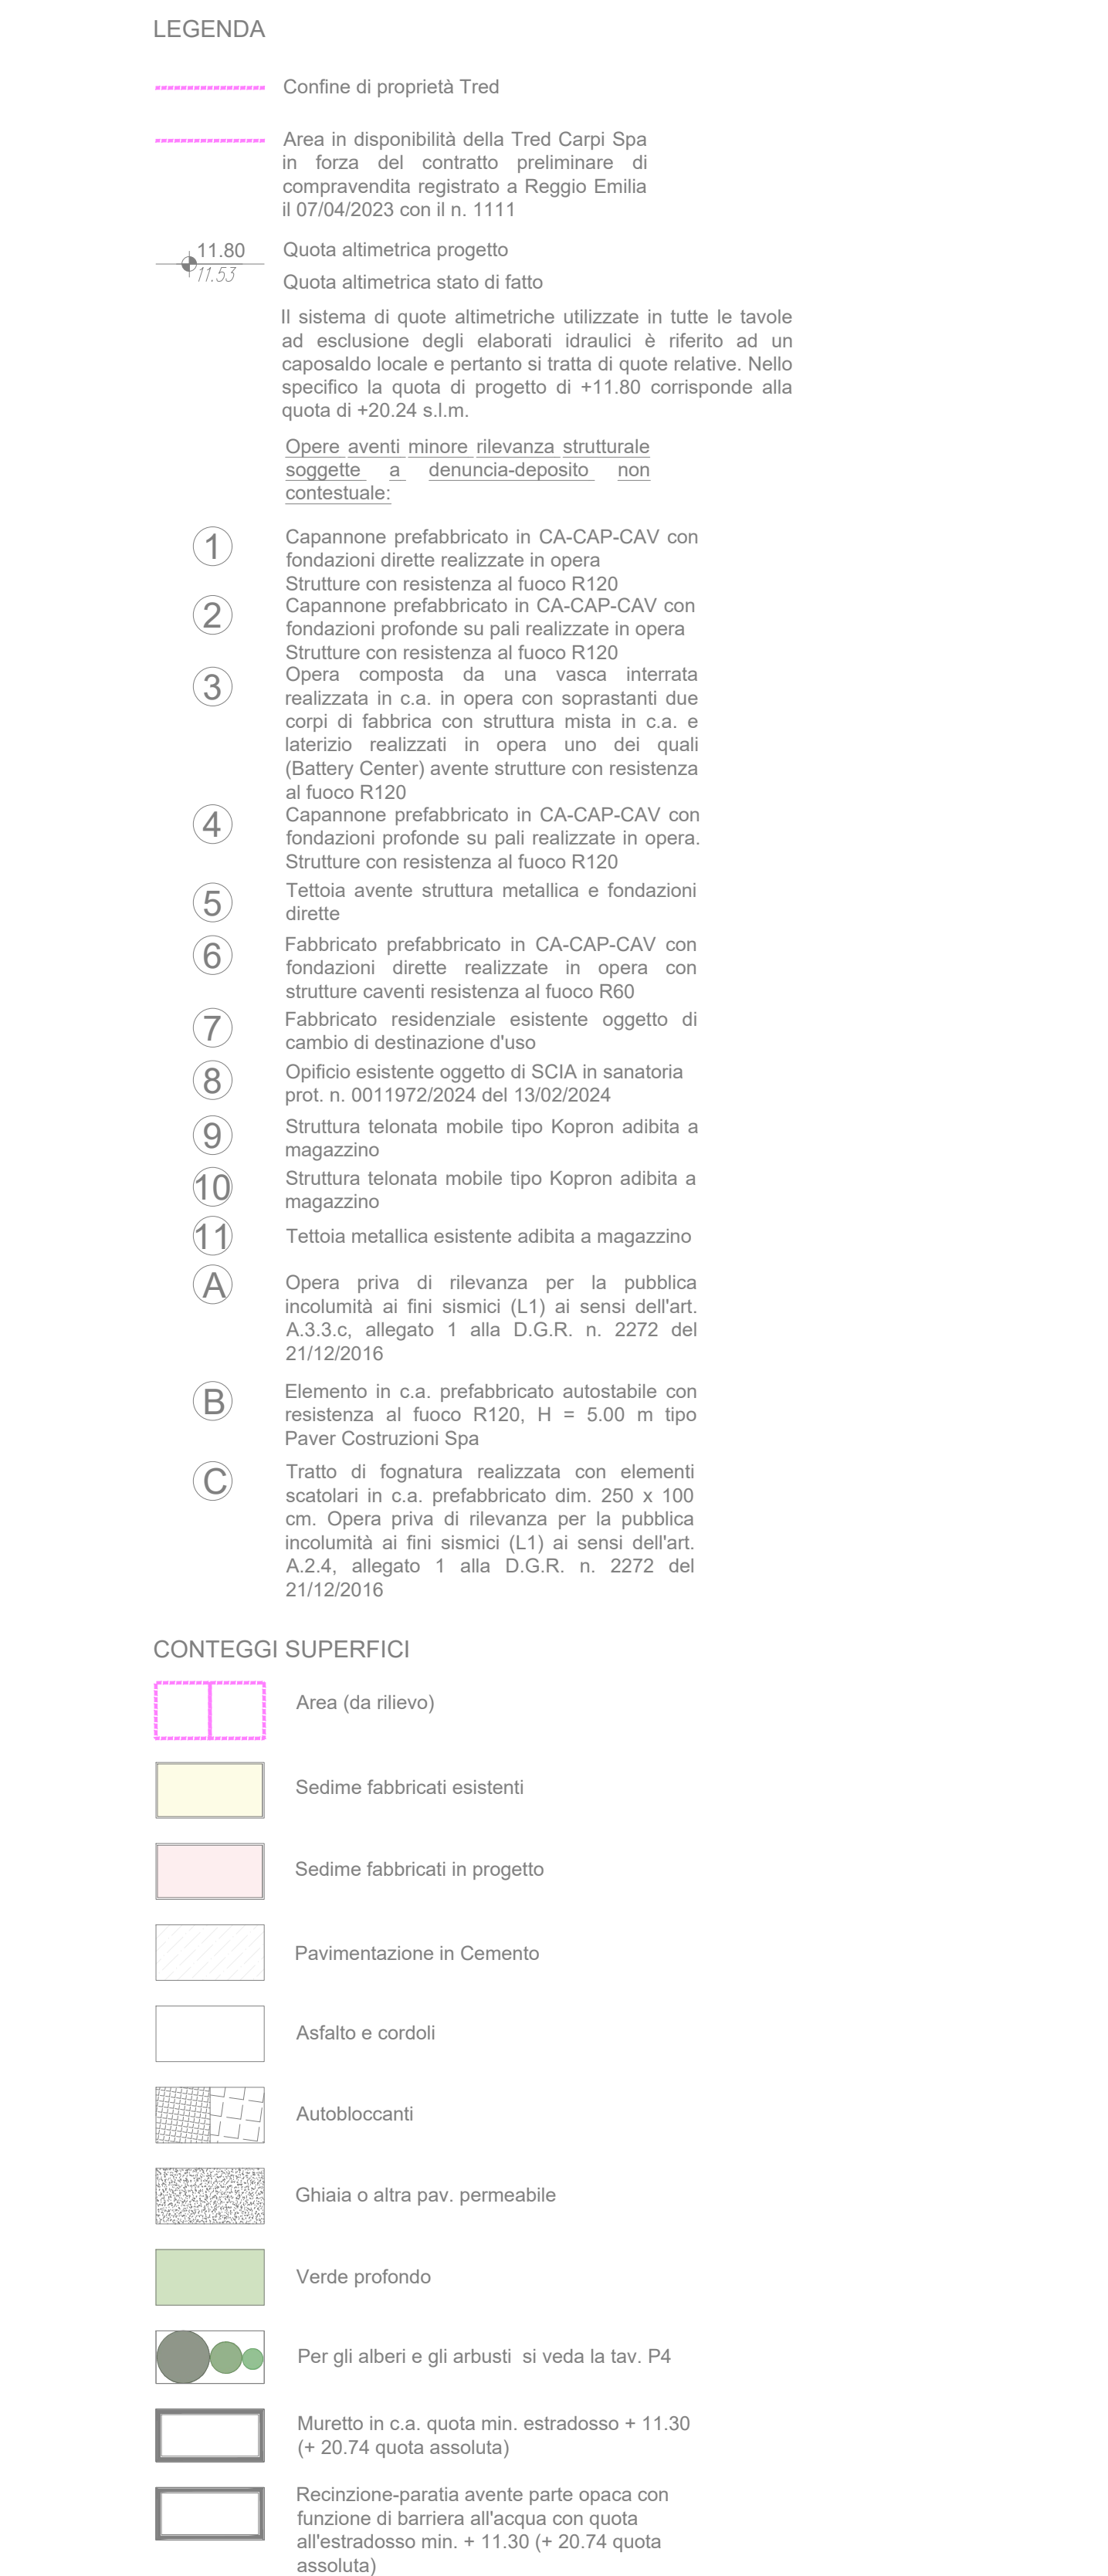 LEGENDA
Confine di proprietà Tred
Area in disponibilità della Tred Carpi Spa
in forza del contratto preliminare di
compravendita registrato a Reggio Emilia
il 07/04/2023 con il n. 1111
11.80
Quota altimetrica progetto
11.53
Quota altimetrica stato di fatto
Il sistema di quote altimetriche utilizzate in tutte le tavole
ad esclusione degli elaborati idraulici è riferito ad un
caposaldo locale e pertanto si tratta di quote relative. Nello
specifico la quota di progetto di +11.80 corrisponde alla
quota di +20.24 s.l.m.
Opere aventi minore rilevanza strutturale
soggette a denuncia-deposito non
contestuale:
1
Capannone prefabbricato in CA-CAP-CAV con
fondazioni dirette realizzate in opera
Strutture con resistenza al fuoco R120
2
Capannone prefabbricato in CA-CAP-CAV con
fondazioni profonde su pali realizzate in opera
Strutture con resistenza al fuoco R120
3
Opera composta da una vasca interrata
realizzata in c.a. in opera con soprastanti due
corpi di fabbrica con struttura mista in c.a. e
laterizio realizzati in opera uno dei quali
(Battery Center) avente strutture con resistenza
al fuoco R120
4
Capannone prefabbricato in CA-CAP-CAV con
fondazioni profonde su pali realizzate in opera.
Strutture con resistenza al fuoco R120
5
Tettoia avente struttura metallica e fondazioni
dirette
6
Fabbricato prefabbricato in CA-CAP-CAV con
fondazioni dirette realizzate in opera con
strutture caventi resistenza al fuoco R60
7
Fabbricato residenziale esistente oggetto di
cambio di destinazione d'uso
8
Opificio esistente oggetto di SCIA in sanatoria
prot. n. 0011972/2024 del 13/02/2024
9
Struttura telonata mobile tipo Kopron adibita a
magazzino
10
Struttura telonata mobile tipo Kopron adibita a
magazzino
11
Tettoia metallica esistente adibita a magazzino
A
Opera priva di rilevanza per la pubblica
incolumità ai fini sismici (L1) ai sensi dell'art.
A.3.3.c, allegato 1 alla D.G.R. n. 2272 del
21/12/2016
B
Elemento in c.a. prefabbricato autostabile con
resistenza al fuoco R120, H = 5.00 m tipo
Paver Costruzioni Spa
C
Tratto di fognatura realizzata con elementi
scatolari in c.a. prefabbricato dim. 250 x 100
cm. Opera priva di rilevanza per la pubblica
incolumità ai fini sismici (L1) ai sensi dell'art.
A.2.4, allegato 1 alla D.G.R. n. 2272 del
21/12/2016
CONTEGGI SUPERFICI
Area (da rilievo)
Sedime fabbricati esistenti
Sedime fabbricati in progetto
Pavimentazione in Cemento
Asfalto e cordoli
Autobloccanti
Ghiaia o altra pav. permeabile
Verde profondo
Per gli alberi e gli arbusti si veda la tav. P4
Muretto in c.a. quota min. estradosso + 11.30
(+ 20.74 quota assoluta)
Recinzione-paratia avente parte opaca con
funzione di barriera all'acqua con quota
all'estradosso min. + 11.30 (+ 20.74 quota
assoluta)